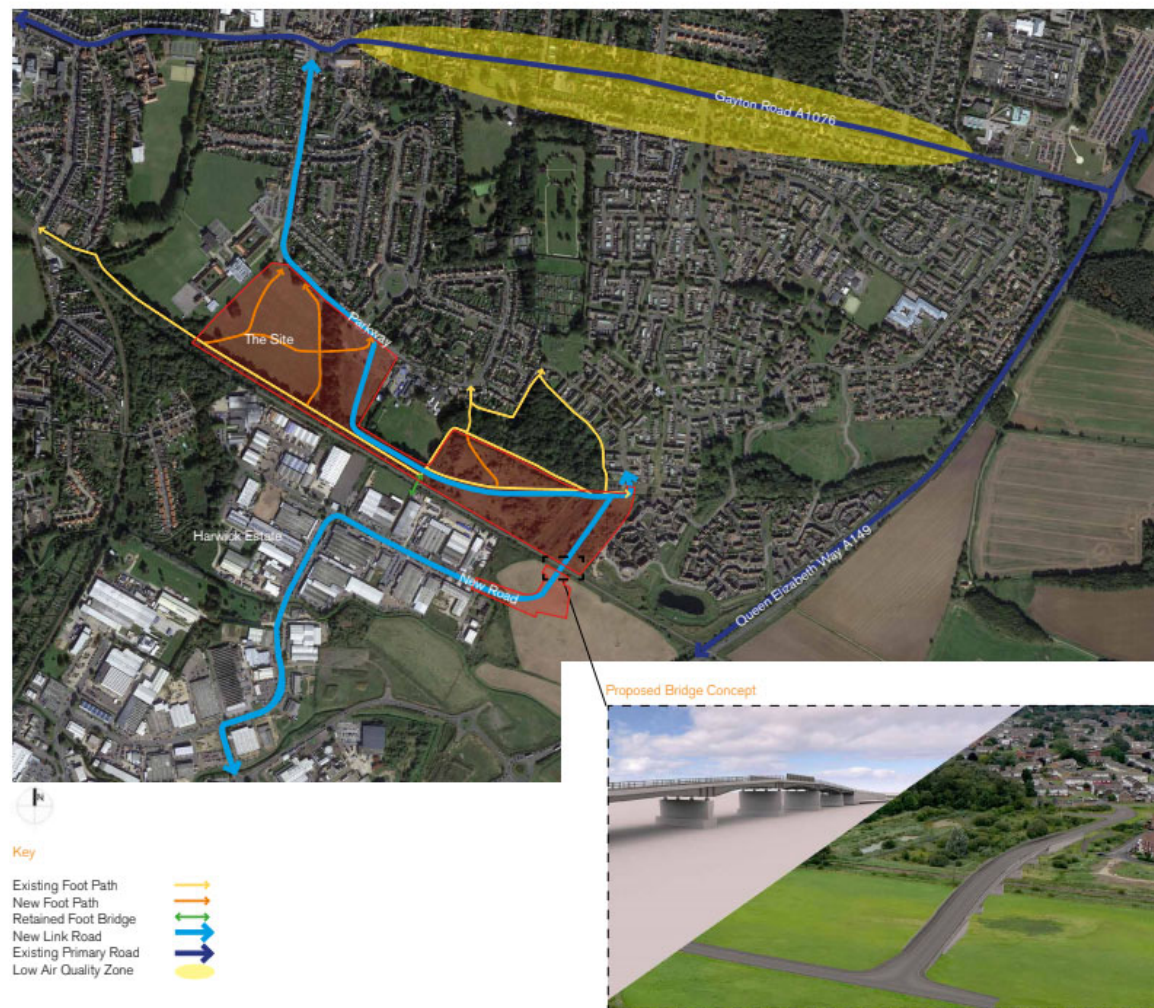 Gayton Road A1076
Parkway
The Site
Harwick Estate
New Road
Queen Elizabeth Way A149
Proposed Bridge Concept
N
Key
Existing Foot Path
New Foot Path
Retained Foot Bridge
New Link Road
Existing Primary Road
Low Air Quality Zone